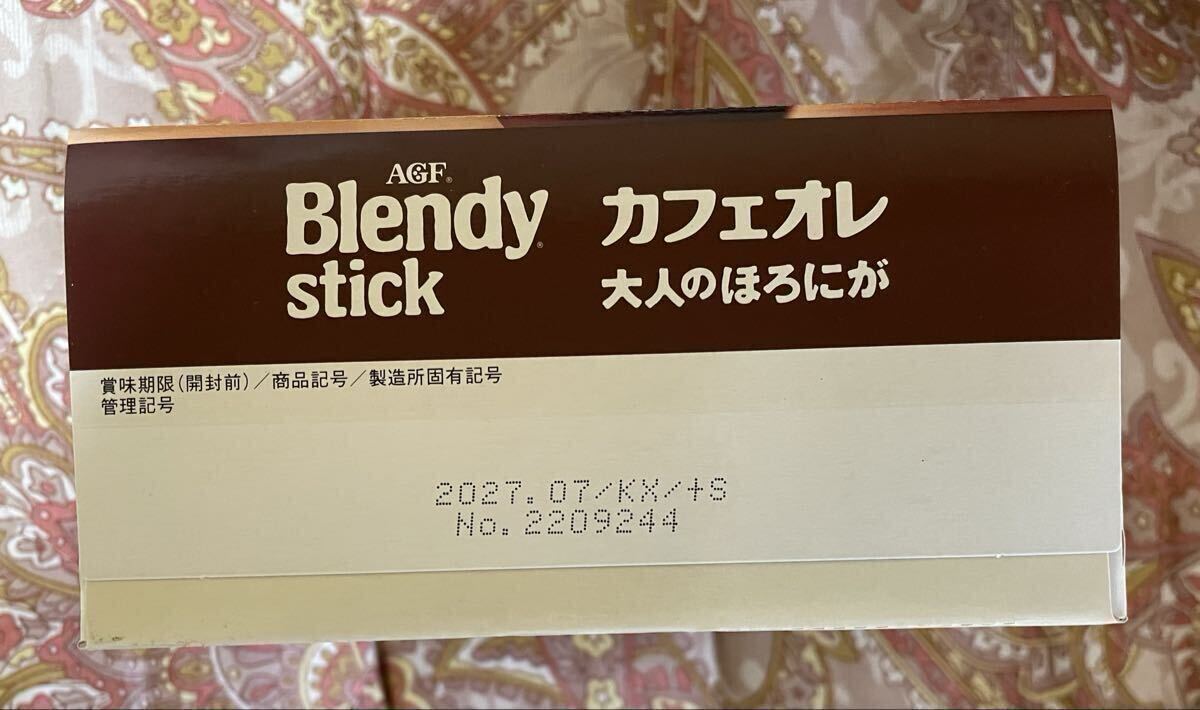 AGF®
Blendy®
stick
カフェオレ
大人のほろにが
賞味期限(開封前)/商品記号/製造所固有記号
管理記号
2027.07/KX/+S
No.2209244